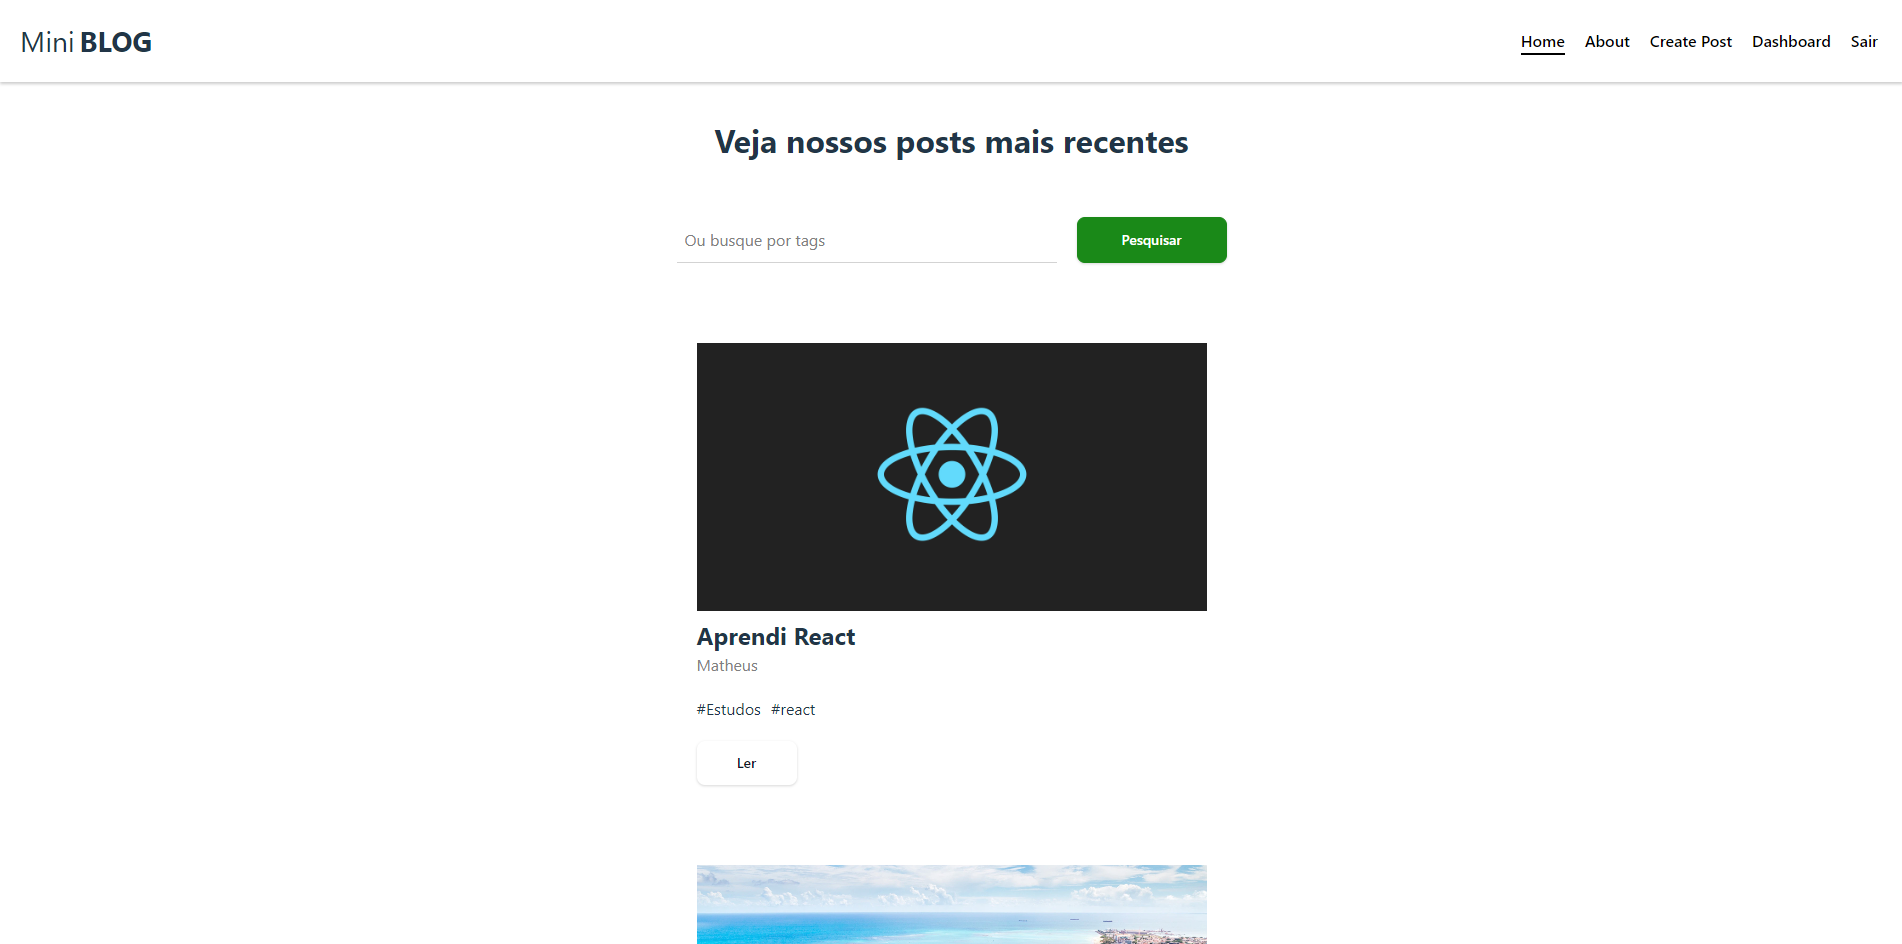 Mini BLOG
Home About Create Post Dashboard Sair
Veja nossos posts mais recentes
Ou busque por tags
Pesquisar
Aprendi React
Matheus
#Estudos #react
Ler